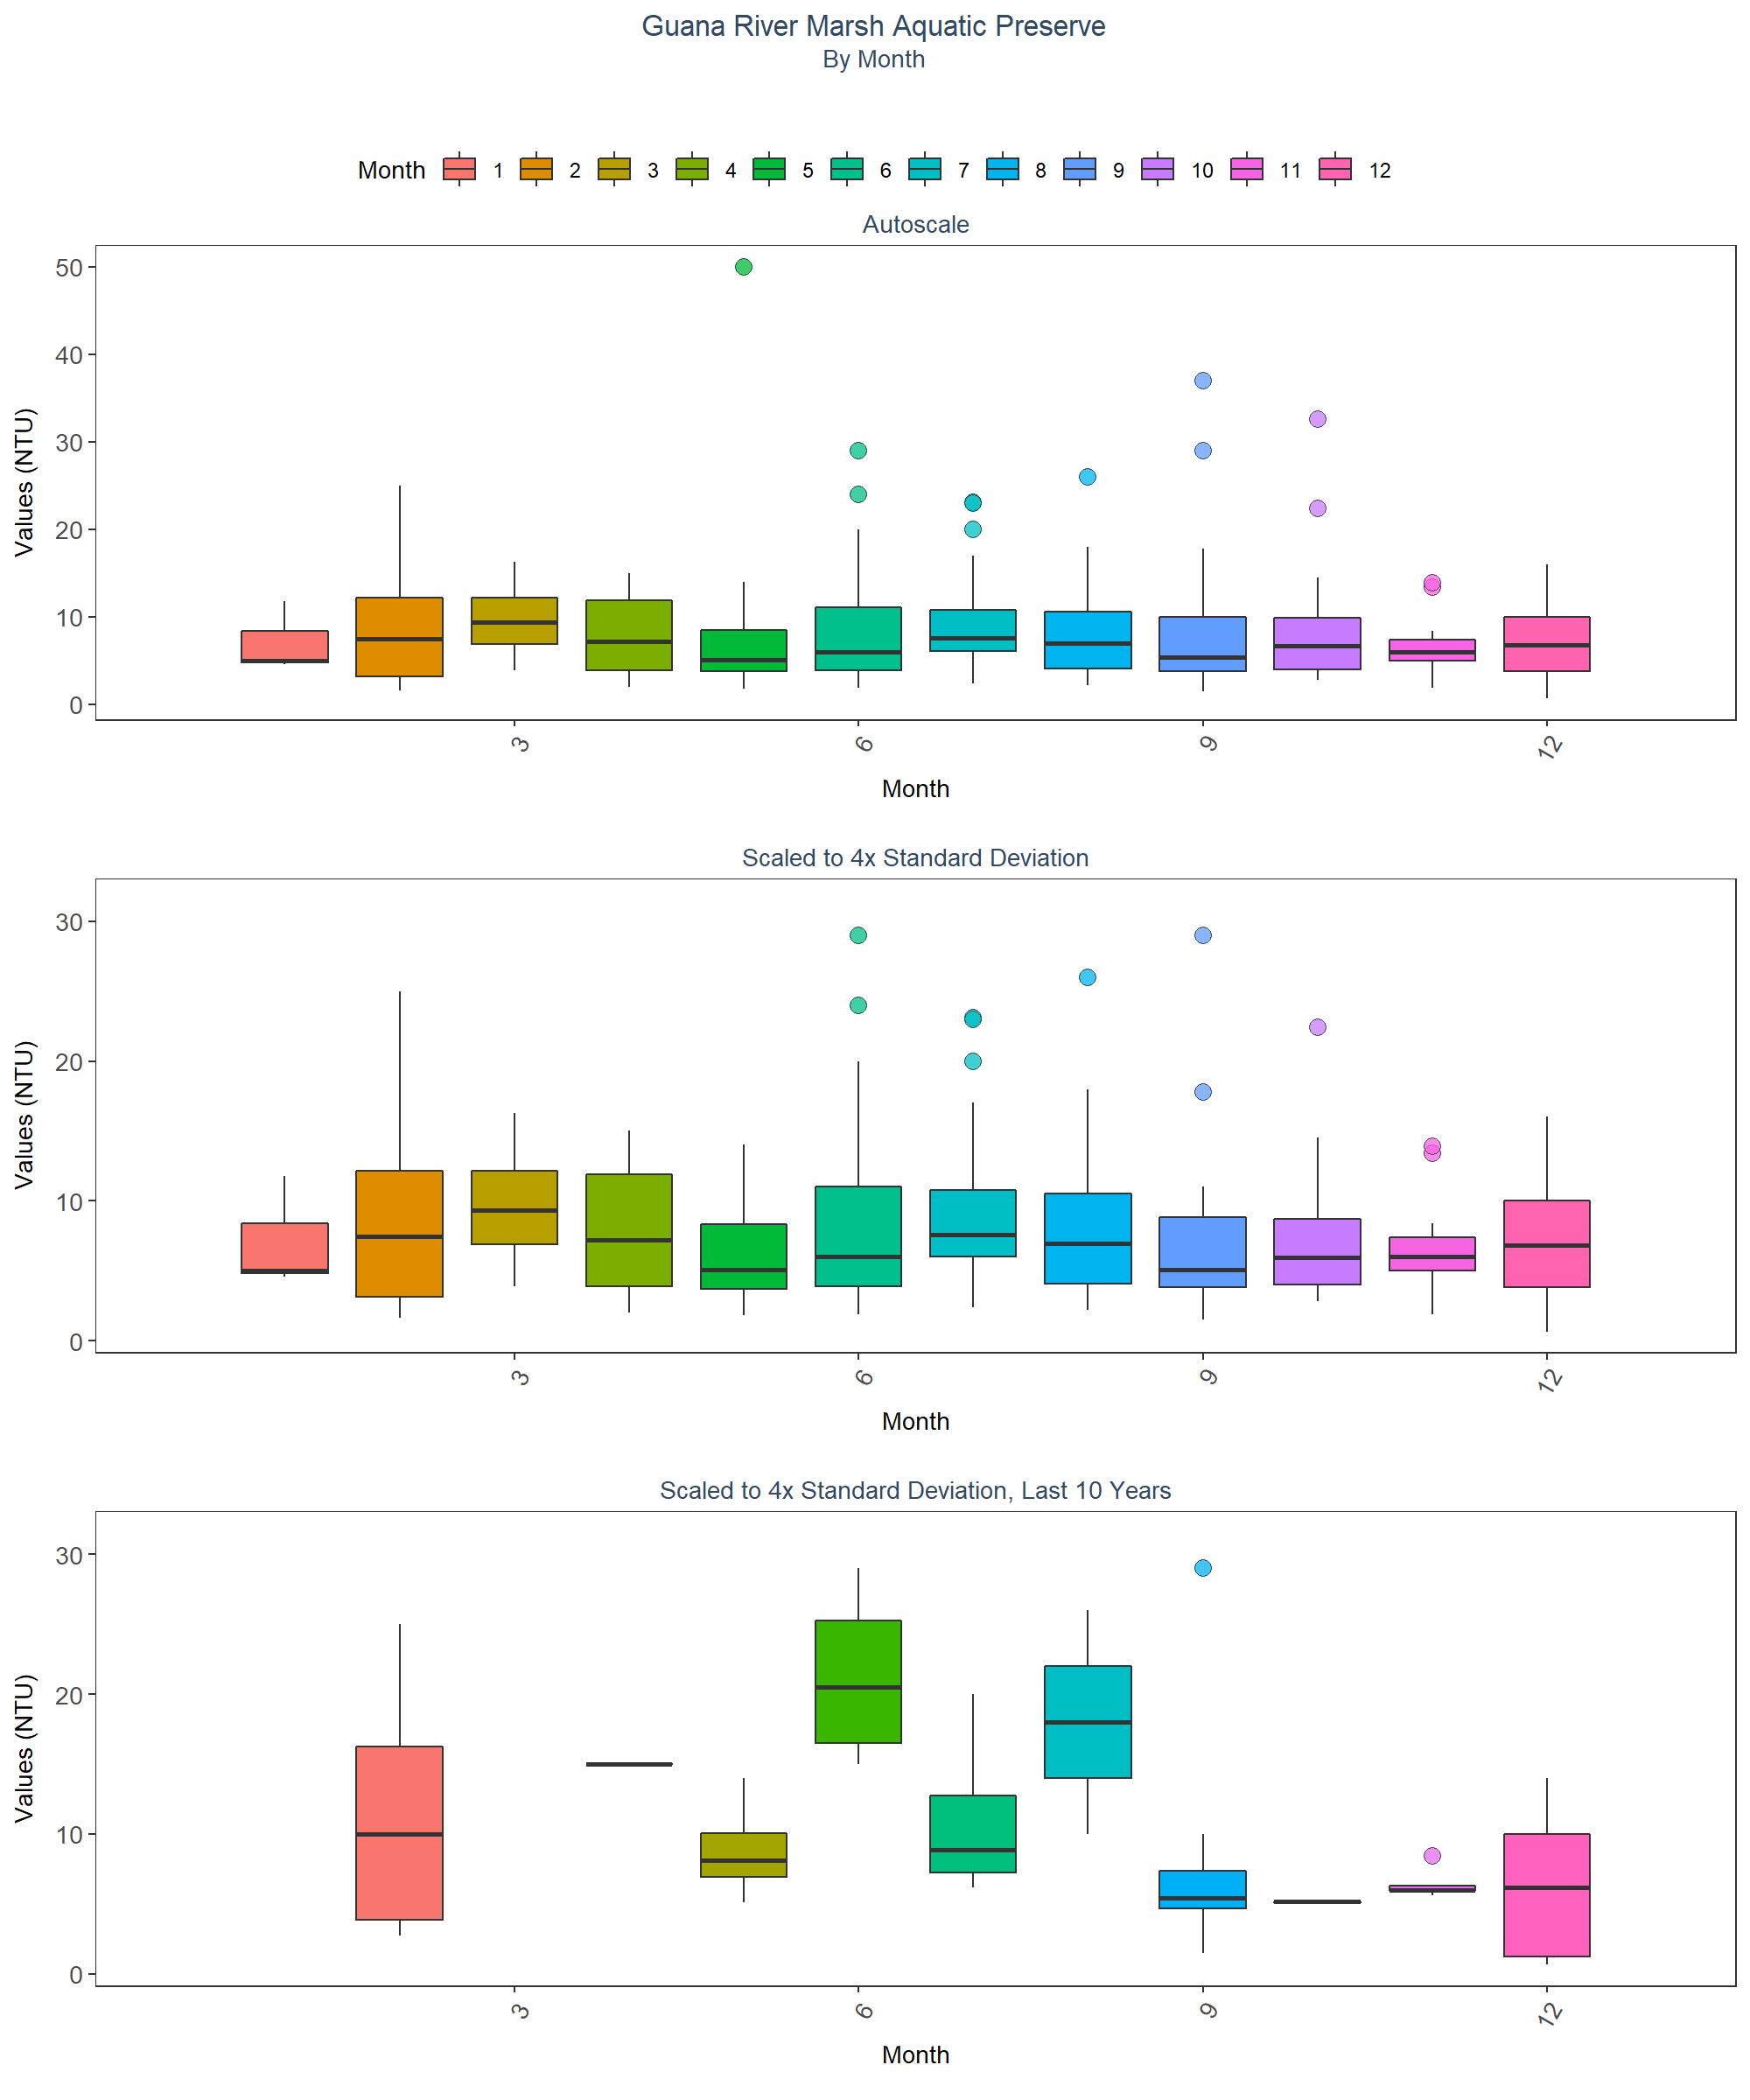 Guana River Marsh Aquatic Preserve
By Month
Month 1 2 3 4 5 6 7 8 9 10 11 12
Autoscale
Values (NTU)
50
40
30
20
10
0
3 6 9 12
Month
Scaled to 4x Standard Deviation
Values (NTU)
30
20
10
0
3 6 9 12
Month
Scaled to 4x Standard Deviation, Last 10 Years
Values (NTU)
30
20
10
0
3 6 9 12
Month